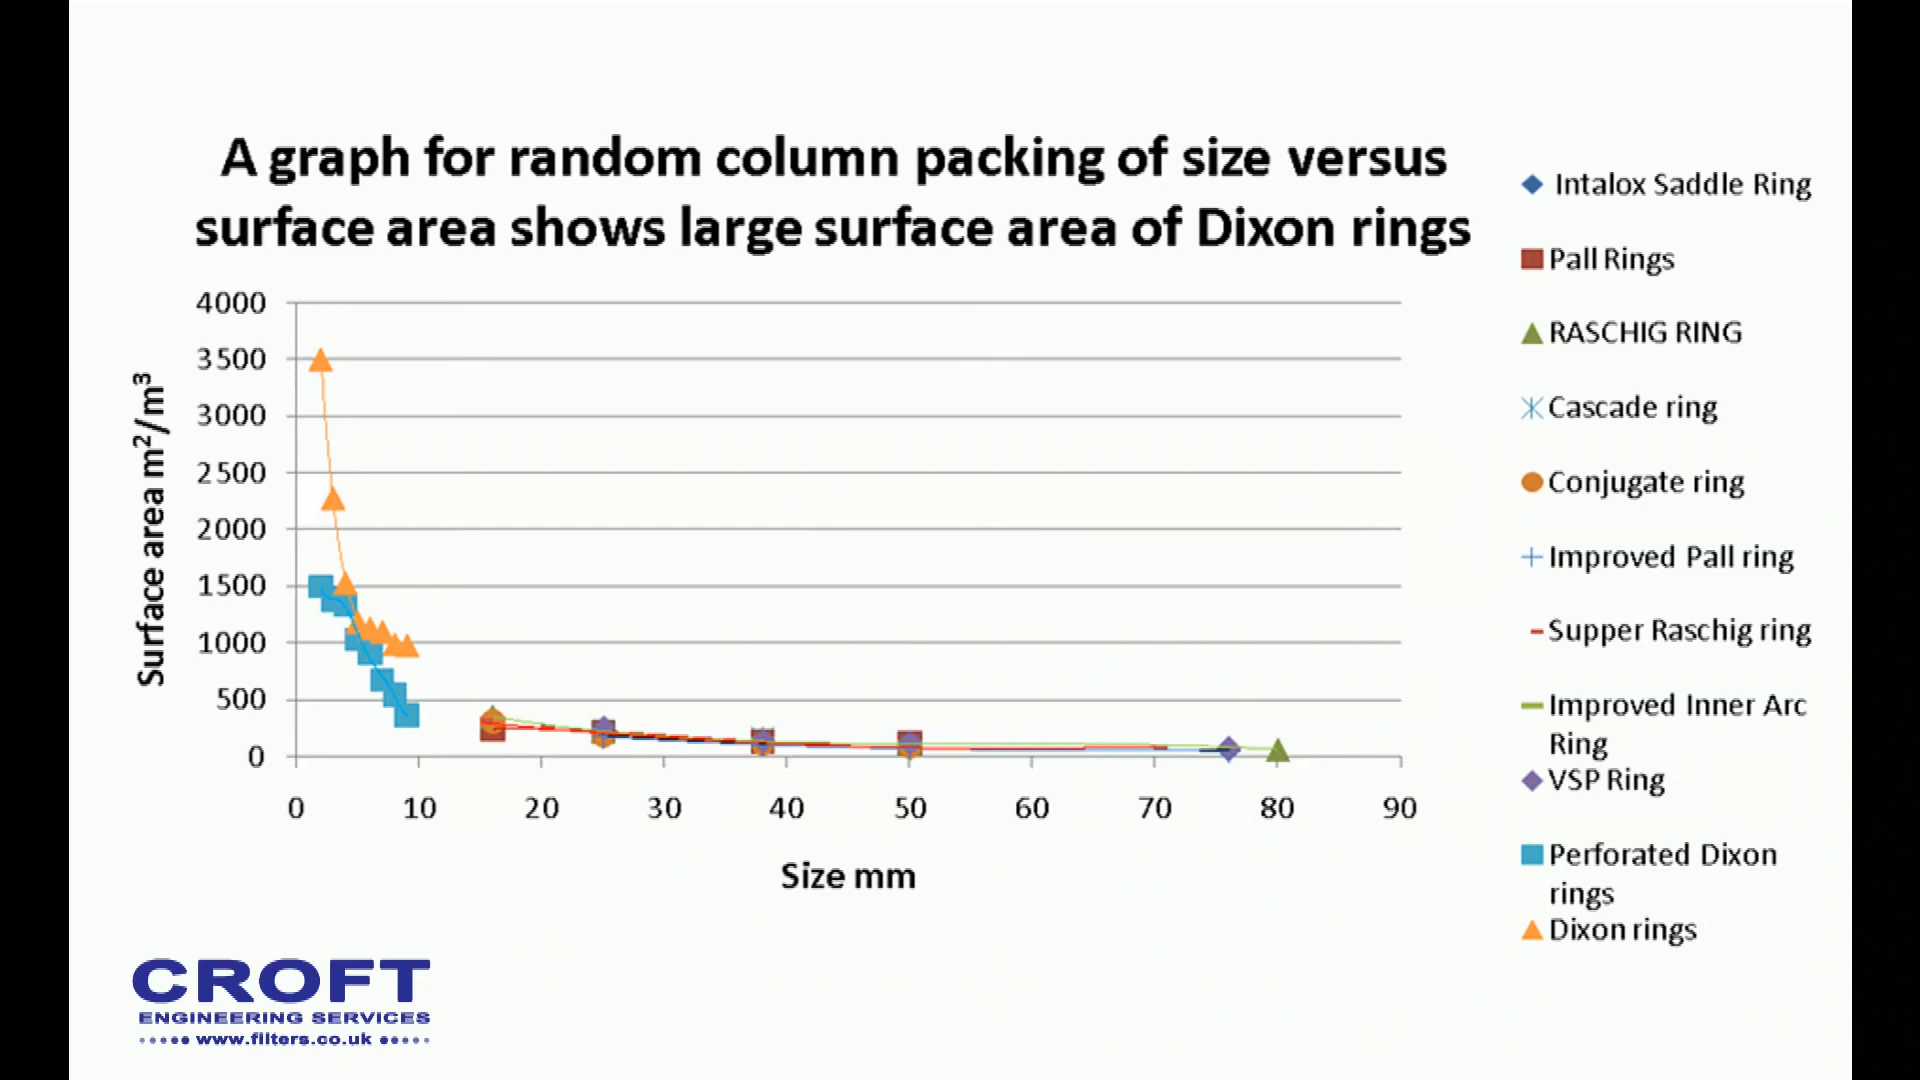 A graph for random column packing of size versus
surface area shows large surface area of Dixon rings
Surface area m²/m³
4000
3500
3000
2500
2000
1500
1000
500
0
0 10 20 30 40 50 60 70 80 90
Size mm
Intalox Saddle Ring
Pall Rings
RASCHIG RING
Cascade ring
Conjugate ring
Improved Pall ring
Supper Raschig ring
Improved Inner Arc
Ring
VSP Ring
Perforated Dixon
rings
Dixon rings
CROFT
ENGINEERING SERVICES
www.filters.co.uk